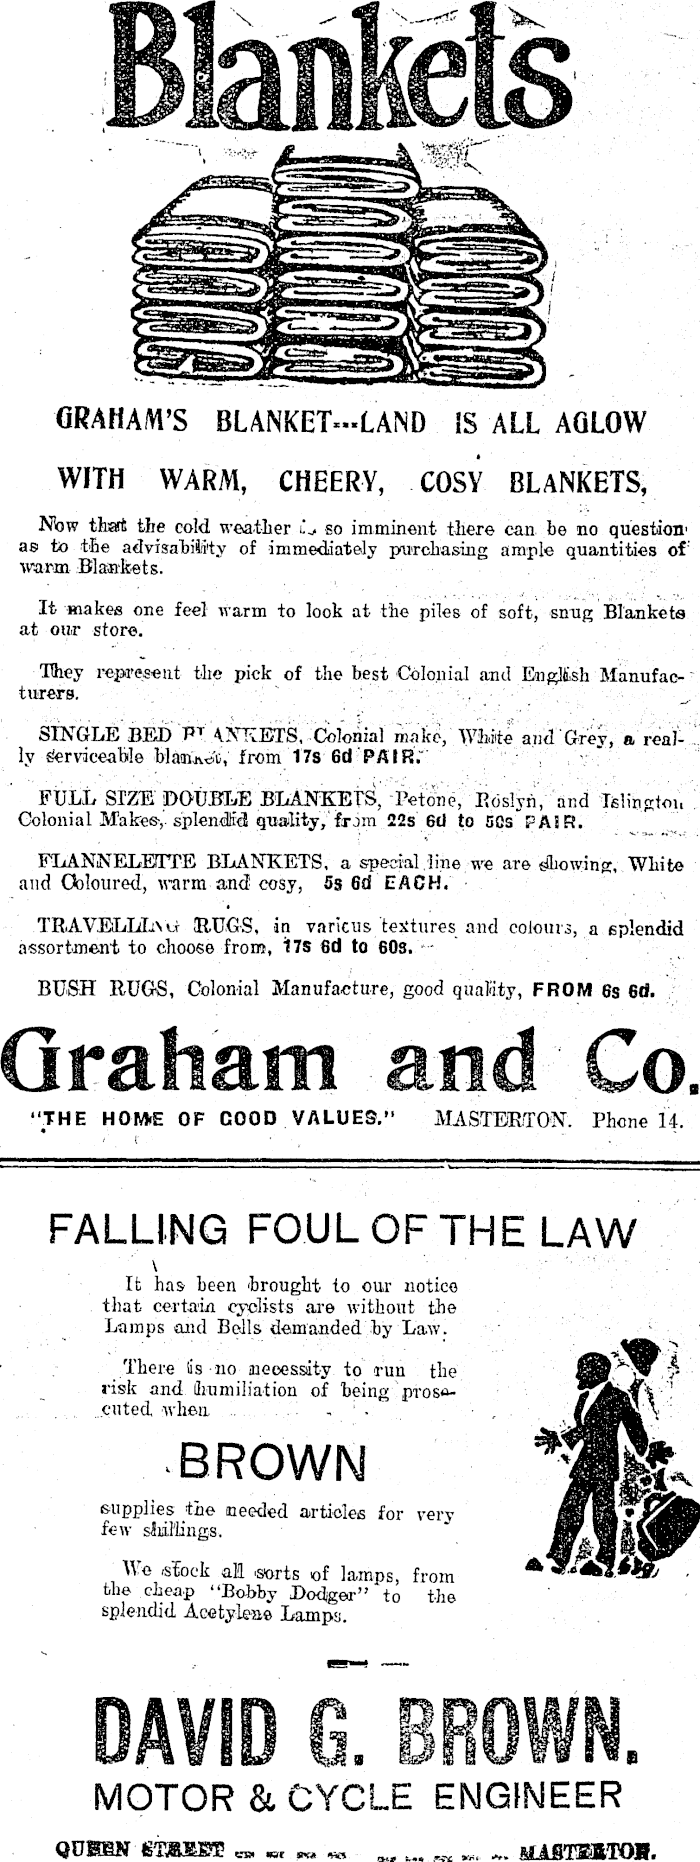 Blankets
GRAHAM'S BLANKET---LAND IS ALL AGLOW
WITH WARM, CHEERY, COSY BLANKETS,
Now that the cold weather is so imminent there can be no question
as to the advisability of immediately purchasing ample quantities of
warm Blankets.
It makes one feel warm to look at the piles of soft, snug Blankets
at our store.
They represent the pick of the best Colonial and English Manufac-
turers.
SINGLE BED BLANKETS, Colonial make, White and Grey, a real-
ly serviceable blanket, from 17s 6d PAIR.
FULL SIZE DOUBLE BLANKETS, Petone, Roslyn, and Islington
Colonial Makes, splendid quality, from 22s 6d to 50s PAIR.
FLANNELETTE BLANKETS, a special line we are showing, White
and Coloured, warm and cosy, 5s 6d EACH.
TRAVELLING RUGS, in various textures and colours, a splendid
assortment to choose from, 17s 6d to 60s.
BUSH RUGS, Colonial Manufacture, good quality, FROM 6s 6d.
Graham and Co.
"THE HOME OF GOOD VALUES." MASTERTON. Phone 14.
FALLING FOUL OF THE LAW
It has been brought to our notice
that certain cyclists are without the
Lamps and Bells demanded by Law.
There is no necessity to run the
risk and humiliation of being prose-
cuted when
BROWN
supplies the needed articles for very
few shillings.
We stock all sorts of lamps, from
the cheap "Bobby Dodger" to the
splendid Acetylene Lamps.
DAVID G. BROWN.
MOTOR & CYCLE ENGINEER
QUEEN STREET -- -- -- -- -- -- -- -- -- MASTERTON.